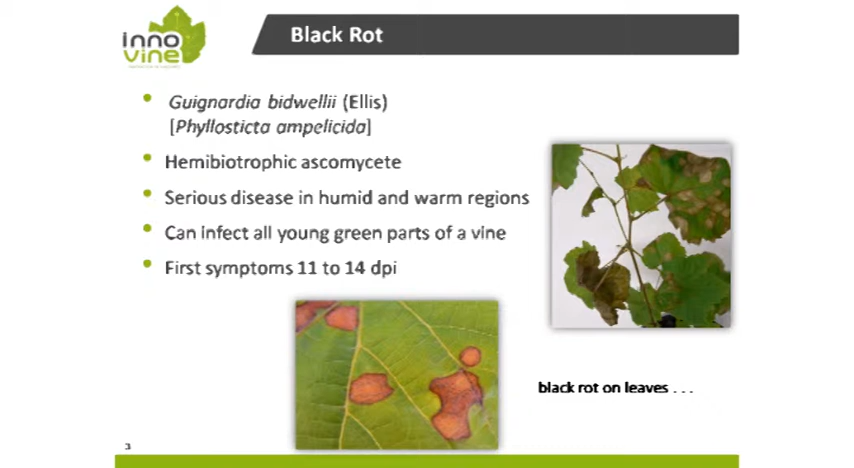 inno
vine
Black Rot
• Guignardia bidwellii (Ellis)
[Phyllosticta ampelicida]
• Hemibiotrophic ascomycete
• Serious disease in humid and warm regions
• Can infect all young green parts of a vine
• First symptoms 11 to 14 dpi
black rot on leaves . . .
3